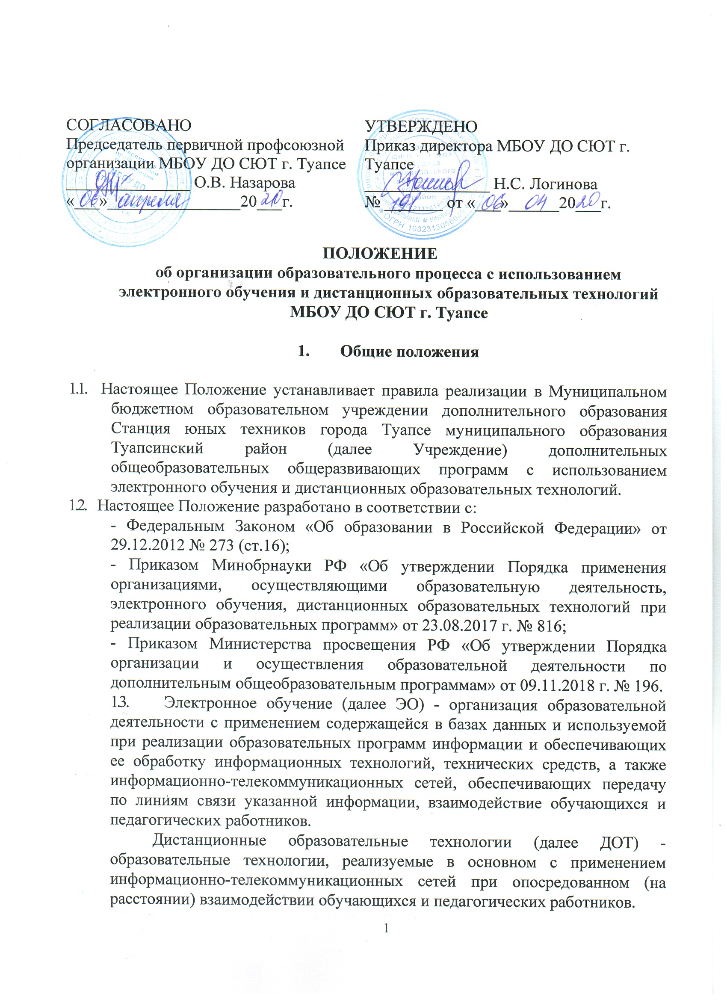 СОГЛАСОВАНО
Председатель первичной профсоюзной
организации МБОУ ДО СЮТ г. Туапсе
О.В. Назарова
«06» апреля 2020 г.
УТВЕРЖДЕНО
Приказ директора МБОУ ДО СЮТ г.
Туапсе
Н.С. Логинова
№ 191 от «06» 04 2020 г.
ОГРН 1032313056049
ПОЛОЖЕНИЕ
об организации образовательного процесса с использованием
электронного обучения и дистанционных образовательных технологий
МБОУ ДО СЮТ г. Туапсе
1. Общие положения
1.1. Настоящее Положение устанавливает правила реализации в Муниципальном
бюджетном образовательном учреждении дополнительного образования
Станция юных техников города Туапсе муниципального образования
Туапсинский район (далее Учреждение) дополнительных
общеобразовательных общеразвивающих программ с использованием
электронного обучения и дистанционных образовательных технологий.
1.2. Настоящее Положение разработано в соответствии с:
- Федеральным Законом «Об образовании в Российской Федерации» от
29.12.2012 № 273 (ст.16);
- Приказом Минобрнауки РФ «Об утверждении Порядка применения
организациями, осуществляющими образовательную деятельность,
электронного обучения, дистанционных образовательных технологий при
реализации образовательных программ» от 23.08.2017 г. № 816;
- Приказом Министерства просвещения РФ «Об утверждении Порядка
организации и осуществления образовательной деятельности по
дополнительным общеобразовательным программам» от 09.11.2018 г. № 196.
1.3. Электронное обучение (далее ЭО) - организация образовательной
деятельности с применением содержащейся в базах данных и используемой
при реализации образовательных программ информации и обеспечивающих
ее обработку информационных технологий, технических средств, а также
информационно-телекоммуникационных сетей, обеспечивающих передачу
по линиям связи указанной информации, взаимодействие обучающихся и
педагогических работников.
Дистанционные образовательные технологии (далее ДОТ) -
образовательные технологии, реализуемые в основном с применением
информационно-телекоммуникационных сетей при опосредованном (на
расстоянии) взаимодействии обучающихся и педагогических работников.
1